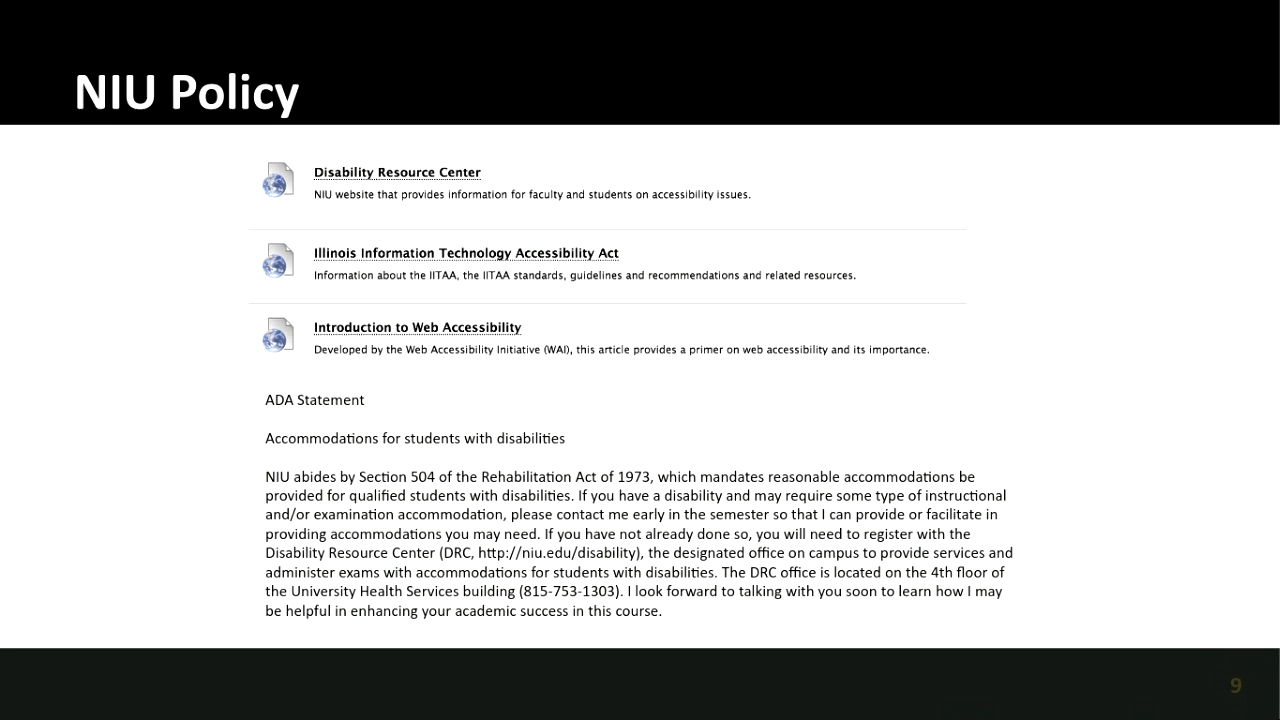 NIU Policy
Disability Resource Center
NIU website that provides information for faculty and students on accessibility issues.
Illinois Information Technology Accessibility Act
Information about the IITAA, the IITAA standards, guidelines and recommendations and related resources.
Introduction to Web Accessibility
Developed by the Web Accessibility Initiative (WAI), this article provides a primer on web accessibility and its importance.
ADA Statement
Accommodations for students with disabilities
NIU abides by Section 504 of the Rehabilitation Act of 1973, which mandates reasonable accommodations be
provided for qualified students with disabilities. If you have a disability and may require some type of instructional
and/or examination accommodation, please contact me early in the semester so that I can provide or facilitate in
providing accommodations you may need. If you have not already done so, you will need to register with the
Disability Resource Center (DRC, http://niu.edu/disability), the designated office on campus to provide services and
administer exams with accommodations for students with disabilities. The DRC office is located on the 4th floor of
the University Health Services building (815-753-1303). I look forward to talking with you soon to learn how I may
be helpful in enhancing your academic success in this course.
9